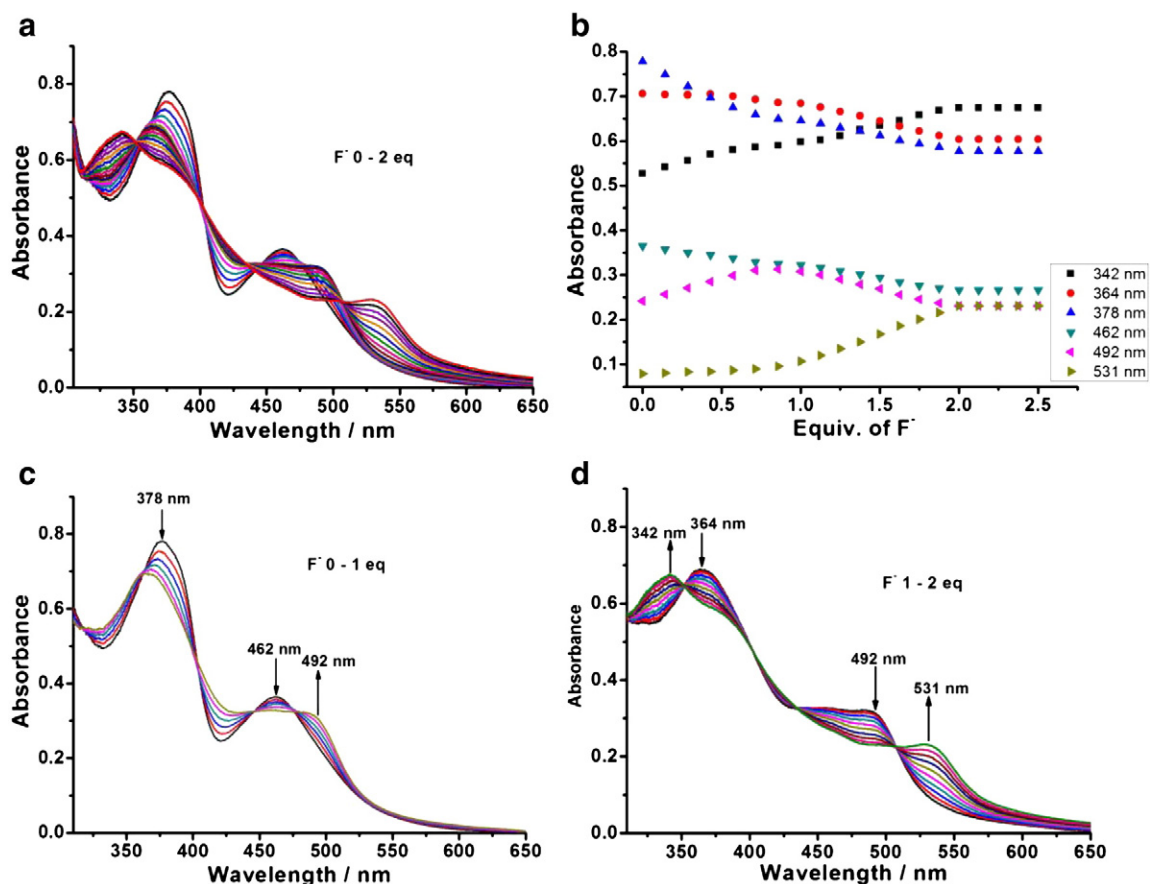 a
0.8
0.6
0.4
0.2
0.0
Absorbance
F⁻ 0 - 2 eq
350 400 450 500 550 600 650
Wavelength / nm
b
0.8
0.7
0.6
0.5
0.4
0.3
0.2
0.1
Absorbance
342 nm
364 nm
378 nm
462 nm
492 nm
531 nm
0.0 0.5 1.0 1.5 2.0 2.5
Equiv. of F⁻
c
0.8
0.6
0.4
0.2
0.0
Absorbance
378 nm
F⁻ 0 - 1 eq
462 nm
492 nm
350 400 450 500 550 600 650
Wavelength / nm
d
0.8
0.6
0.4
0.2
0.0
Absorbance
342 nm
364 nm
F⁻ 1 - 2 eq
492 nm
531 nm
350 400 450 500 550 600 650
Wavelength / nm